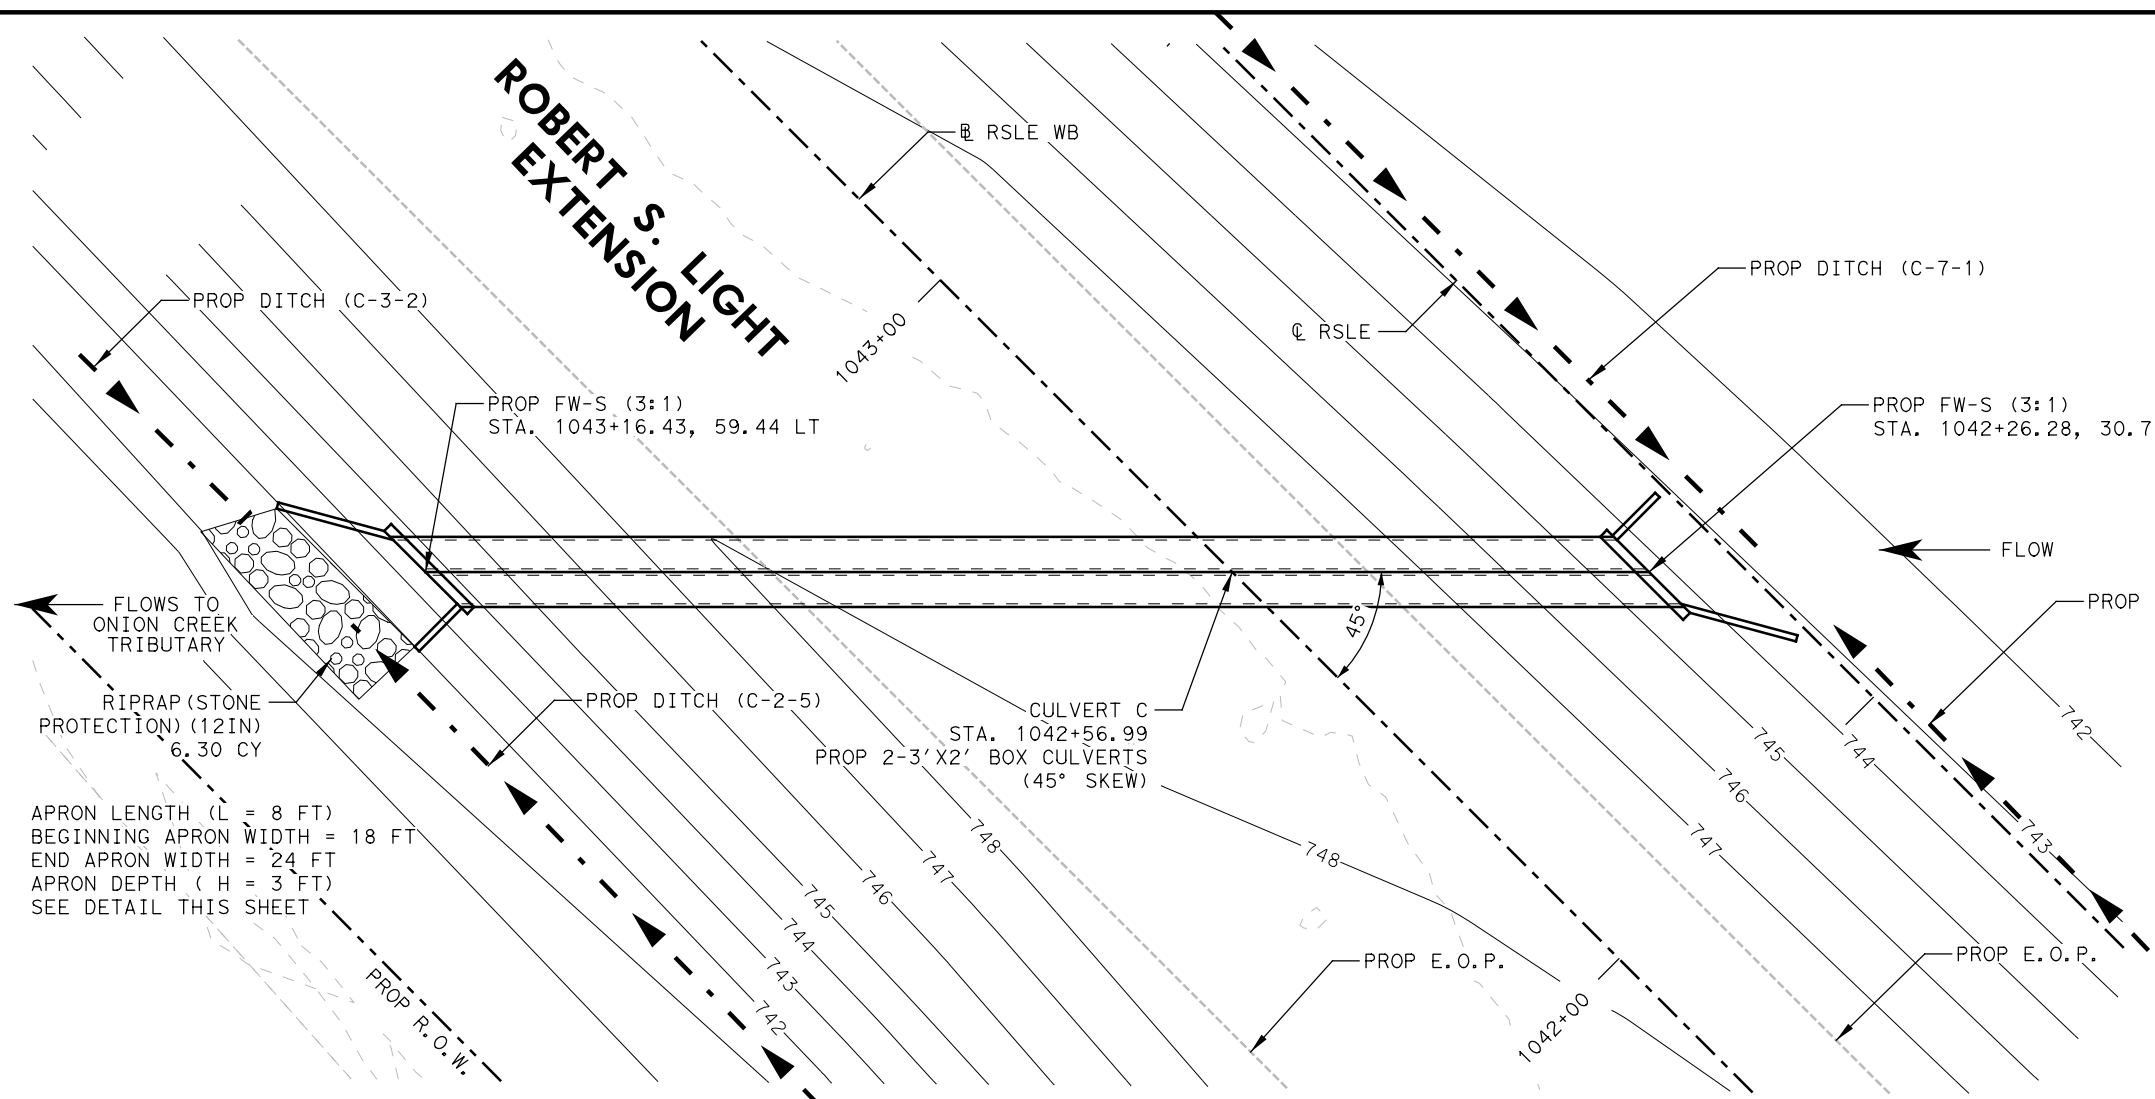 ROBERT S. LIGHT
EXTENSION
℄ RSLE WB
PROP DITCH (C-7-1)
PROP DITCH (C-3-2)
℄ RSLE
1043+00
PROP FW-S (3:1)
STA. 1043+16.43, 59.44 LT
PROP FW-S (3:1)
STA. 1042+26.28, 30.7
FLOW
PROP
FLOWS TO
ONION CREEK
TRIBUTARY
45°
RIPRAP(STONE
PROTECTION)(12IN)
6.30 CY
PROP DITCH (C-2-5)
CULVERT C
STA. 1042+56.99
PROP 2-3'X2' BOX CULVERTS
(45° SKEW)
742
745
744
746
743
747
748
748
747
746
745
744
743
742
APRON LENGTH (L = 8 FT)
BEGINNING APRON WIDTH = 18 FT
END APRON WIDTH = 24 FT
APRON DEPTH ( H = 3 FT)
SEE DETAIL THIS SHEET
PROP R.O.W.
PROP E.O.P.
PROP E.O.P.
1042+00